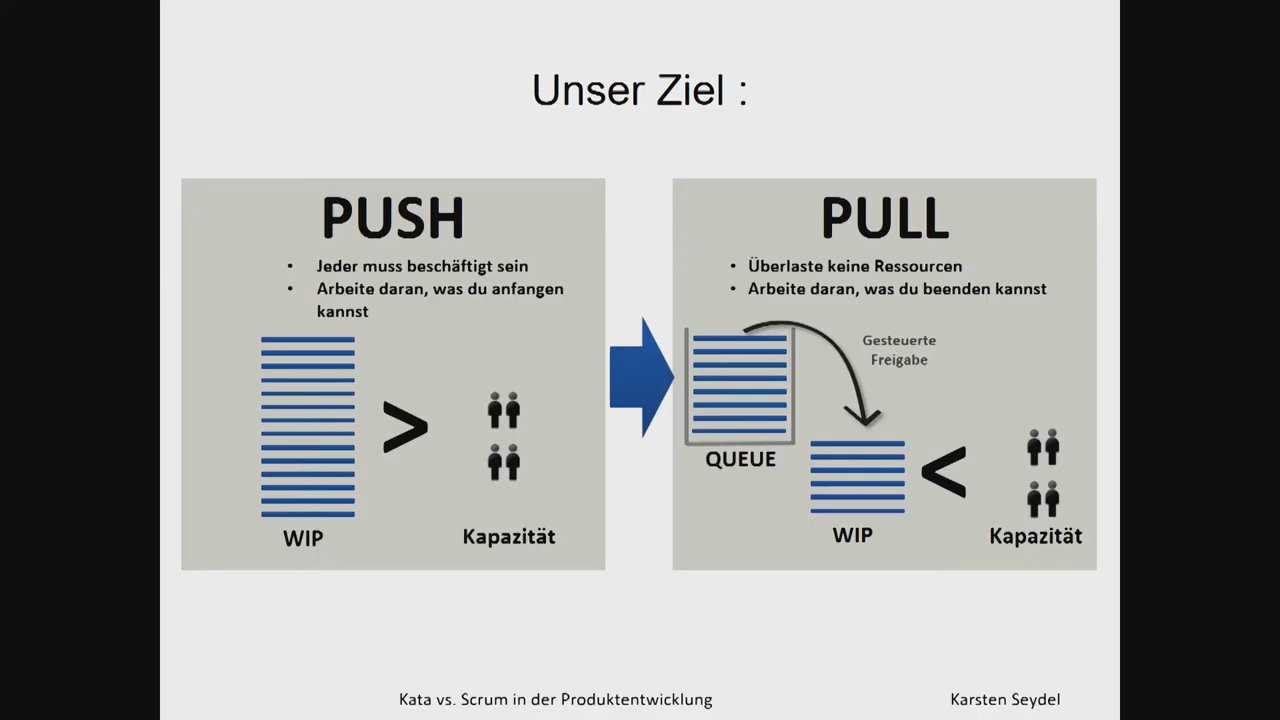 Unser Ziel :
PUSH
• Jeder muss beschäftigt sein
• Arbeite daran, was du anfangen
kannst
>
WIP
Kapazität
PULL
• Überlaste keine Ressourcen
• Arbeite daran, was du beenden kannst
Gesteuerte
Freigabe
QUEUE
<
WIP
Kapazität
Kata vs. Scrum in der Produktentwicklung
Karsten Seydel